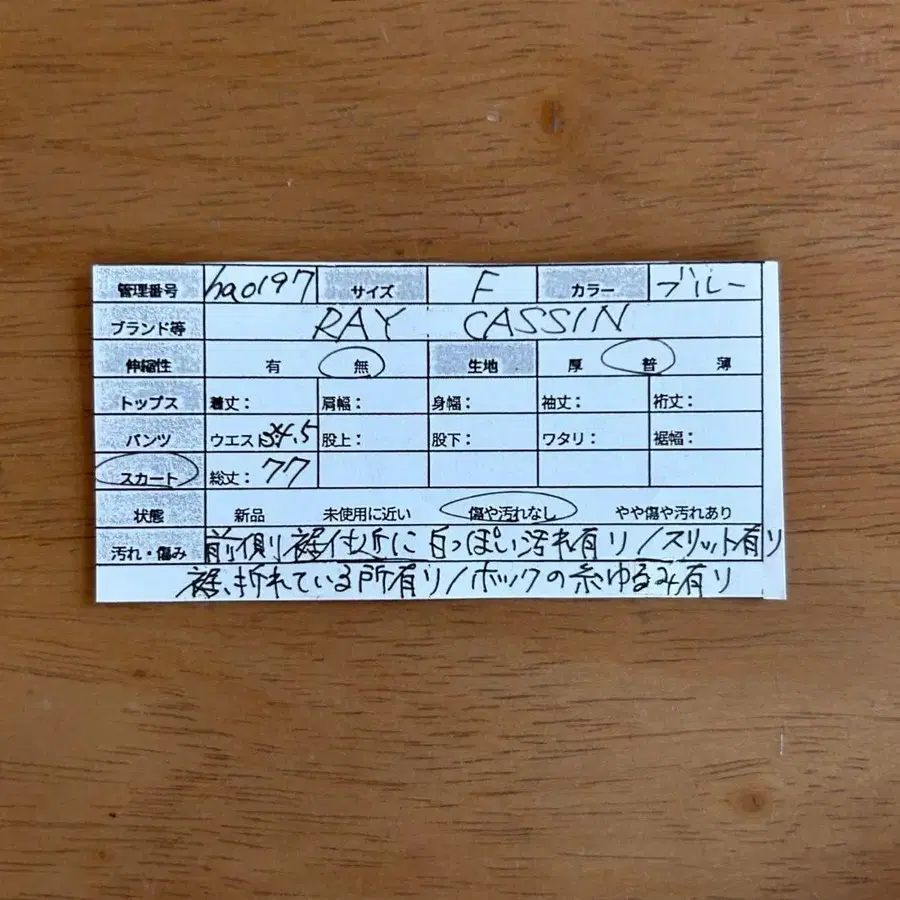 管理番号 ha0197 サイズ F カラー ブルー
ブランド等 RAY CASSIN
伸縮性 有 無 生地 厚 普 薄
トップス 着丈: 肩幅: 身幅: 袖丈: 裄丈:
パンツ ウエスト 股上: 股下: ワタリ: 裾幅:
スカート 総丈: 77
状態 新品 未使用に近い 傷や汚れなし やや傷や汚れあり
汚れ・傷み 前側裾付近に白っぽい汚れ有り/スリット有り
裾、折れている所有り/ホックの糸ゆるみ有り